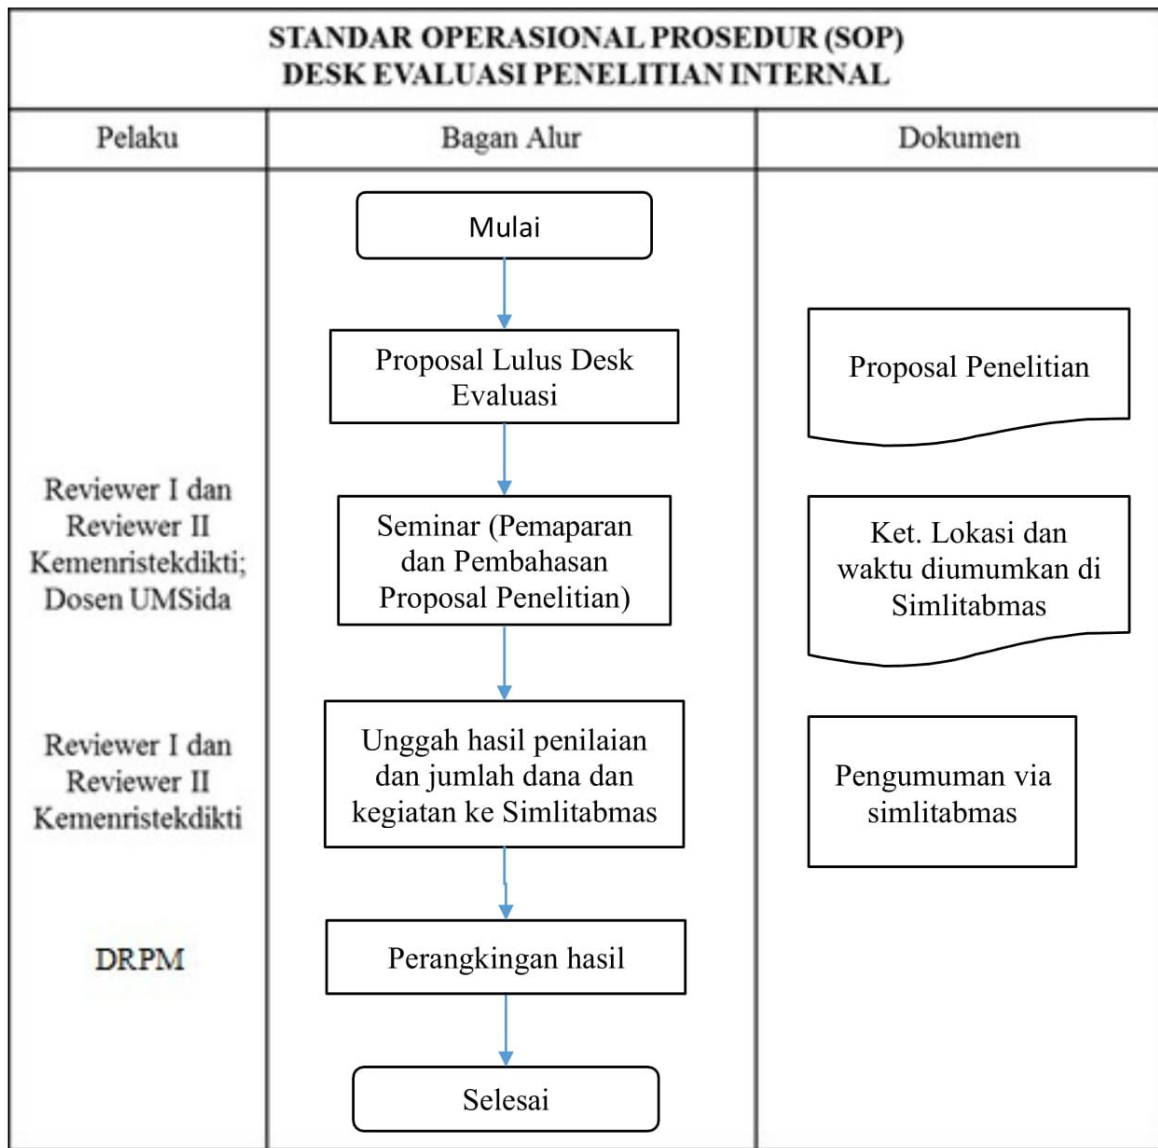 STANDAR OPERASIONAL PROSEDUR (SOP)
DESK EVALUASI PENELITIAN INTERNAL
Pelaku
Bagan Alur
Dokumen
Mulai
Proposal Lulus Desk
Evaluasi
Proposal Penelitian
Reviewer I dan
Reviewer II
Kemenristekdikti;
Dosen UMSida
Seminar (Pemaparan
dan Pembahasan
Proposal Penelitian)
Ket. Lokasi dan
waktu diumumkan di
Simlitabmas
Reviewer I dan
Reviewer II
Kemenristekdikti
Unggah hasil penilaian
dan jumlah dana dan
kegiatan ke Simlitabmas
Pengumuman via
simlitabmas
DRPM
Perangkingan hasil
Selesai